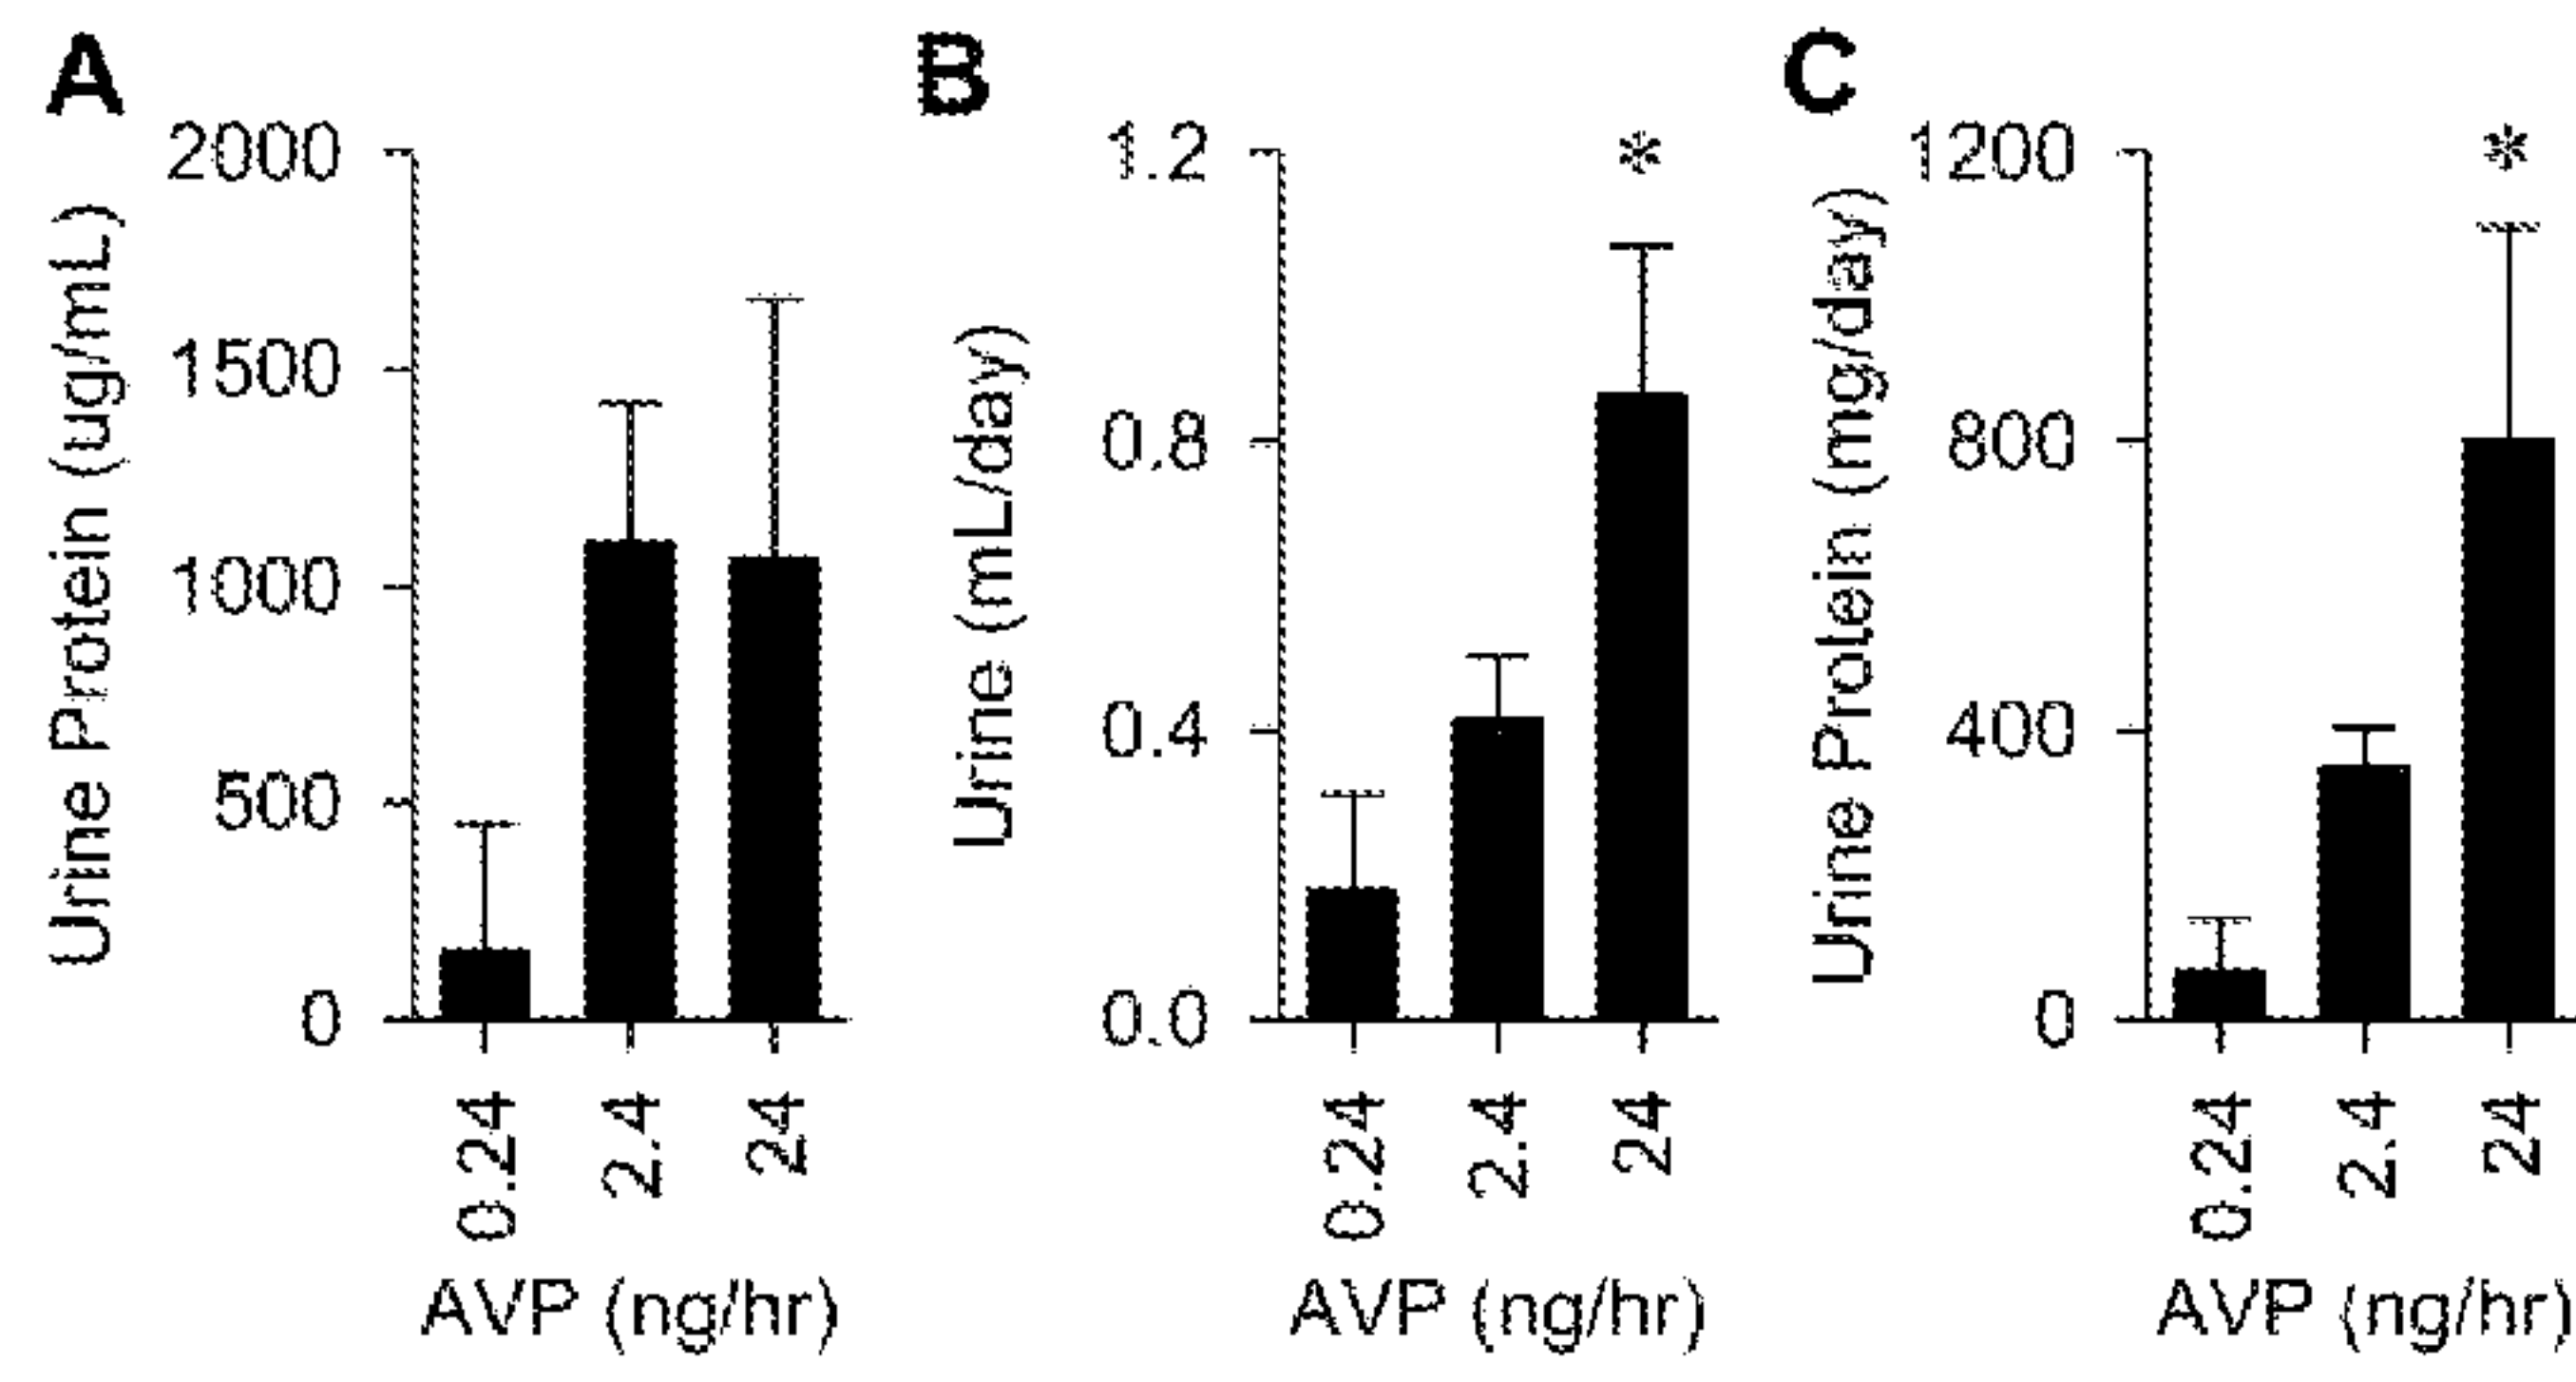 A
Urine Protein (ug/mL)
2000
1500
1000
500
0
0.24
2.4
24
AVP (ng/hr)
B
Urine (mL/day)
1.2
0.8
0.4
0.0
*
0.24
2.4
24
AVP (ng/hr)
C
Urine Protein (mg/day)
1200
800
400
0
*
0.24
2.4
24
AVP (ng/hr)